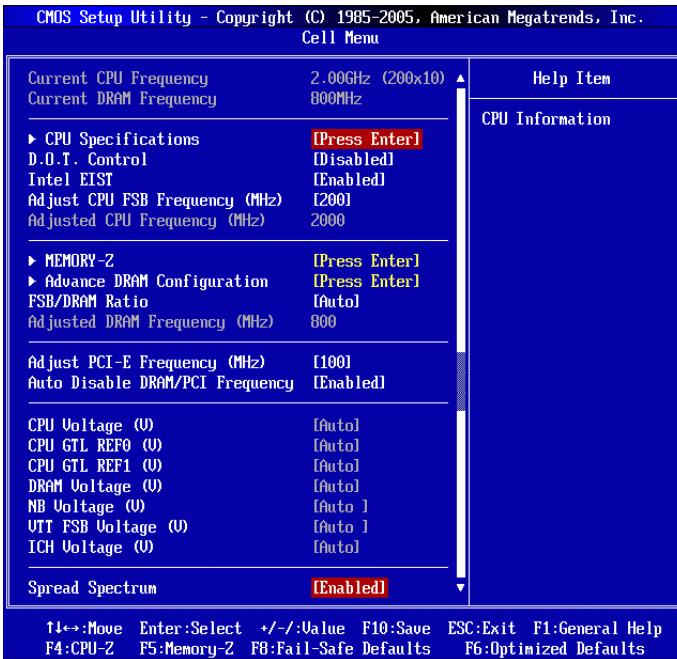 CMOS Setup Utility - Copyright (C) 1985-2005, American Megatrends, Inc.
Cell Menu
Current CPU Frequency 2.00GHz (200x10)
Current DRAM Frequency 800MHz
Help Item
CPU Information
▶ CPU Specifications [Press Enter]
D.O.T. Control [Disabled]
Intel EIST [Enabled]
Adjust CPU FSB Frequency (MHz) [200]
Adjusted CPU Frequency (MHz) 2000
▶ MEMORY-Z [Press Enter]
▶ Advance DRAM Configuration [Press Enter]
FSB/DRAM Ratio [Auto]
Adjusted DRAM Frequency (MHz) 800
Adjust PCI-E Frequency (MHz) [100]
Auto Disable DRAM/PCI Frequency [Enabled]
CPU Voltage (V) [Auto]
CPU GTL REF0 (V) [Auto]
CPU GTL REF1 (V) [Auto]
DRAM Voltage (V) [Auto]
NB Voltage (V) [Auto ]
VTT FSB Voltage (V) [Auto ]
ICH Voltage (V) [Auto]
Spread Spectrum [Enabled]
↑↓↔:Move Enter:Select +/-/:Value F10:Save ESC:Exit F1:General Help
F4:CPU-Z F5:Memory-Z F8:Fail-Safe Defaults F6:Optimized Defaults